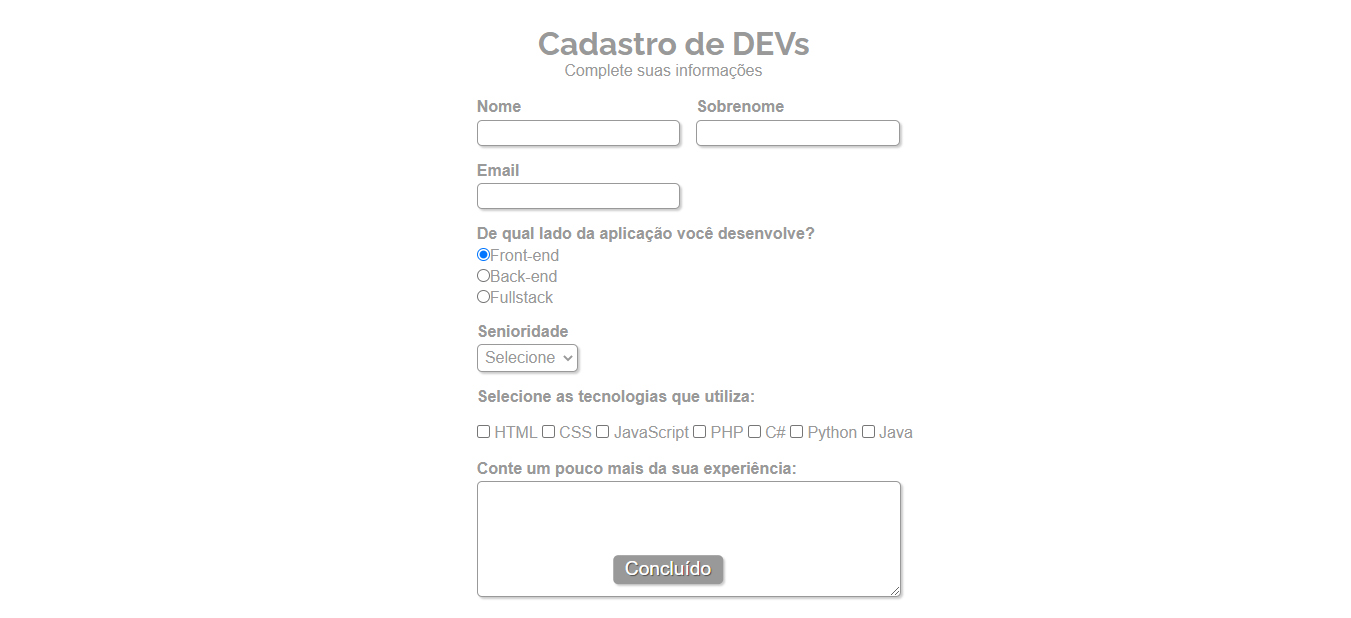 Cadastro de DEVs
Complete suas informações
Nome Sobrenome
Email
De qual lado da aplicação você desenvolve?
Front-end
Back-end
Fullstack
Senioridade
Selecione
Selecione as tecnologias que utiliza:
HTML CSS JavaScript PHP C# Python Java
Conte um pouco mais da sua experiência:
Concluído